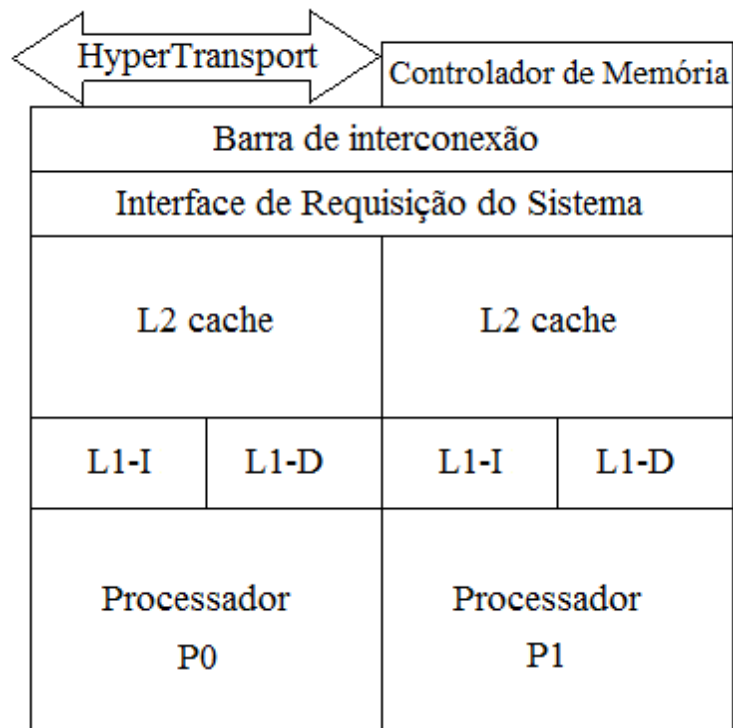 HyperTransport
Controlador de Memória
Barra de interconexão
Interface de Requisição do Sistema
L2 cache
L2 cache
L1-I
L1-D
L1-I
L1-D
Processador
P0
Processador
P1